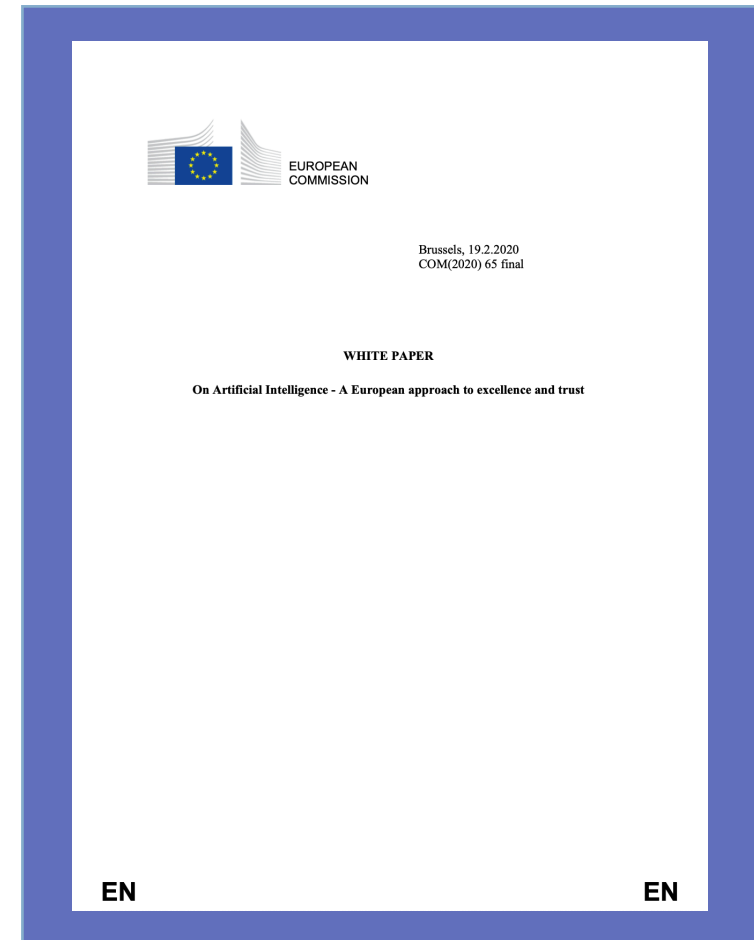 EUROPEAN
COMMISSION
Brussels, 19.2.2020
COM(2020) 65 final
WHITE PAPER
On Artificial Intelligence - A European approach to excellence and trust
EN
EN